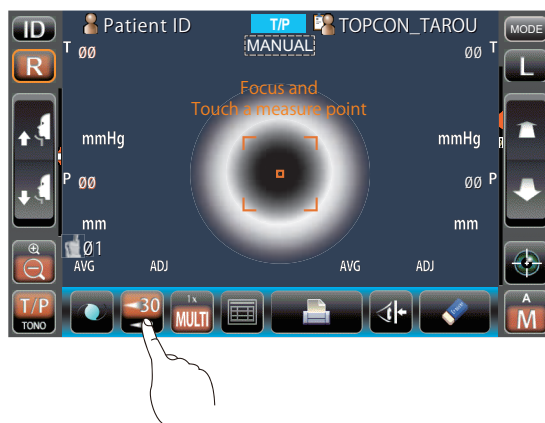 ID
Patient ID
T/P
TOPCON_TAROU
MODE
R
T
00
MANUAL
00
T
L
Focus and
Touch a measure point
mmHg
mmHg
P
00
00
P
mm
mm
01
AVG
ADJ
AVG
ADJ
T/P
TONO
30
1x
MULTI
A
M